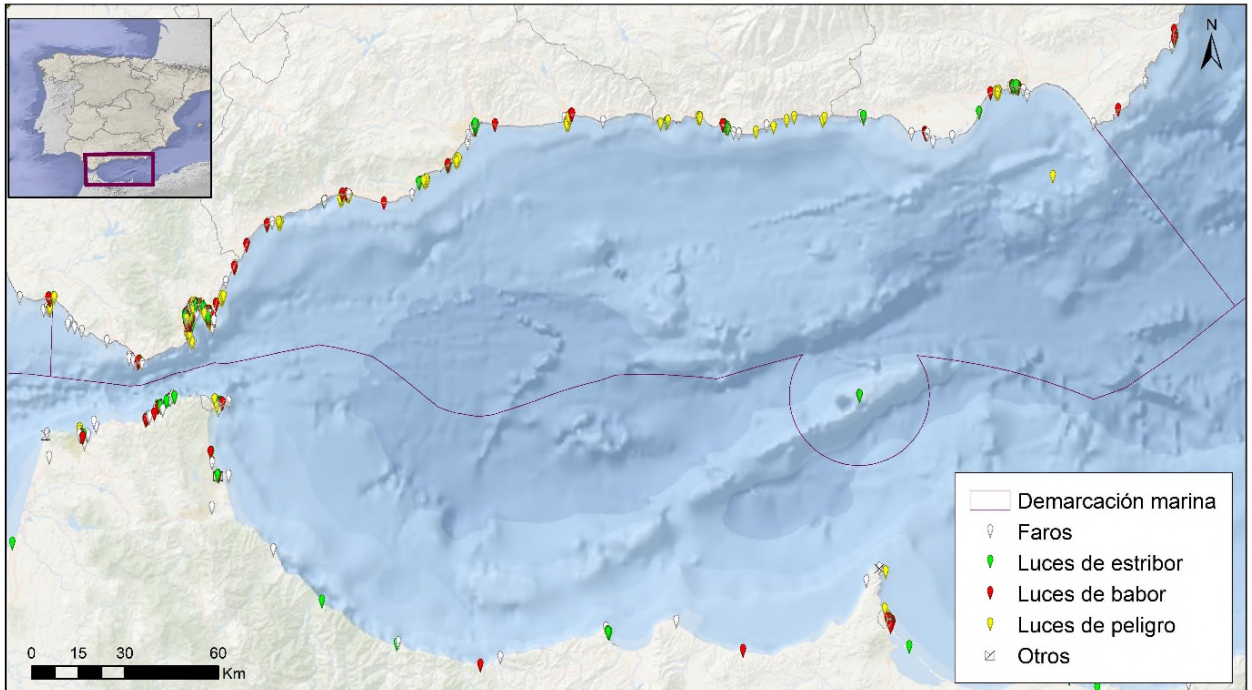 N
Demarcación marina
Faros
Luces de estribor
Luces de babor
Luces de peligro
Otros
0 15 30 60
Km